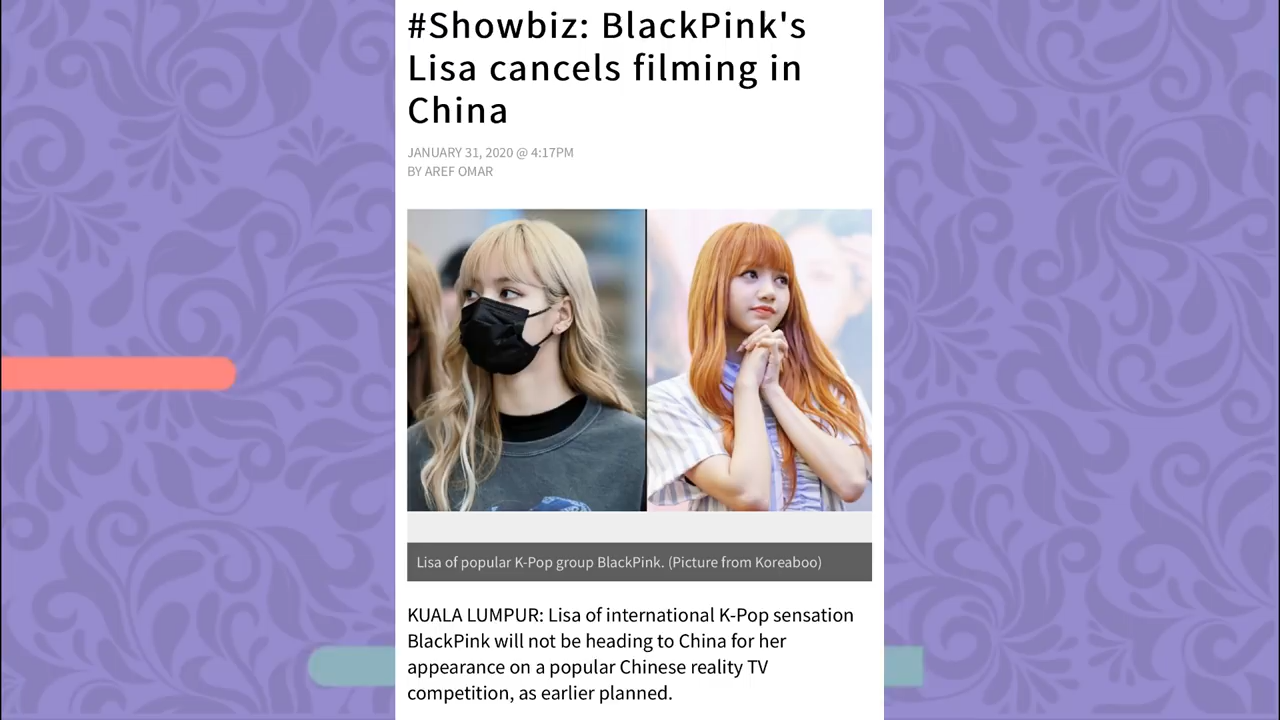 #Showbiz: BlackPink's
Lisa cancels filming in
China
JANUARY 31, 2020 @ 4:17PM
BY AREF OMAR
Lisa of popular K-Pop group BlackPink. (Picture from Koreaboo)
KUALA LUMPUR: Lisa of international K-Pop sensation
BlackPink will not be heading to China for her
appearance on a popular Chinese reality TV
competition, as earlier planned.